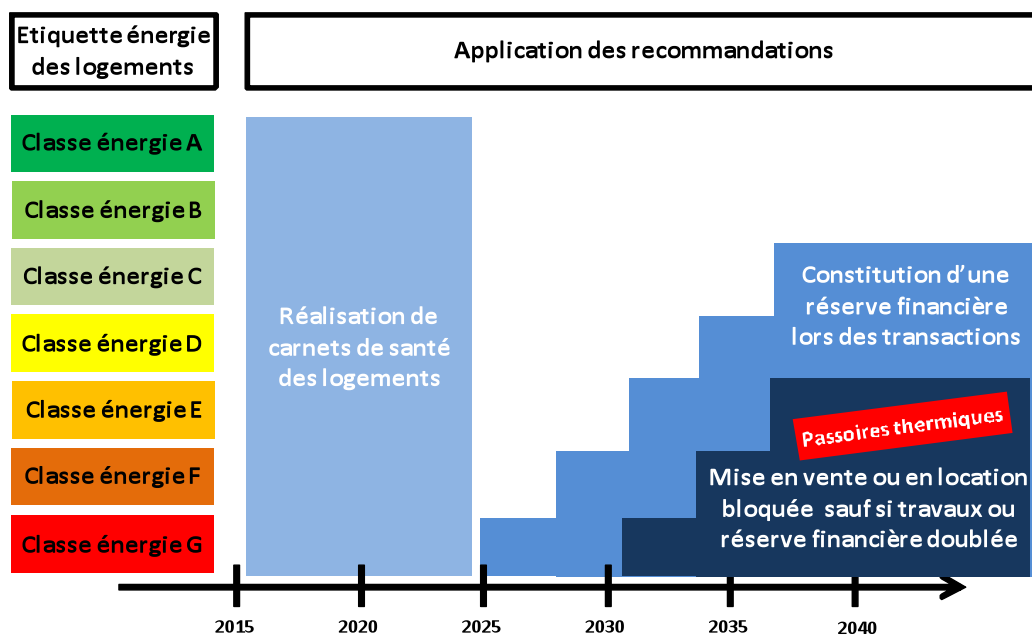 Etiquette énergie
des logements
Application des recommandations
Classe énergie A
Classe énergie B
Classe énergie C
Classe énergie D
Classe énergie E
Classe énergie F
Classe énergie G
Réalisation de
carnets de santé
des logements
Constitution d'une
réserve financière
lors des transactions
Passoires thermiques
Mise en vente ou en location
bloquée sauf si travaux ou
réserve financière doublée
2015 2020 2025 2030 2035 2040